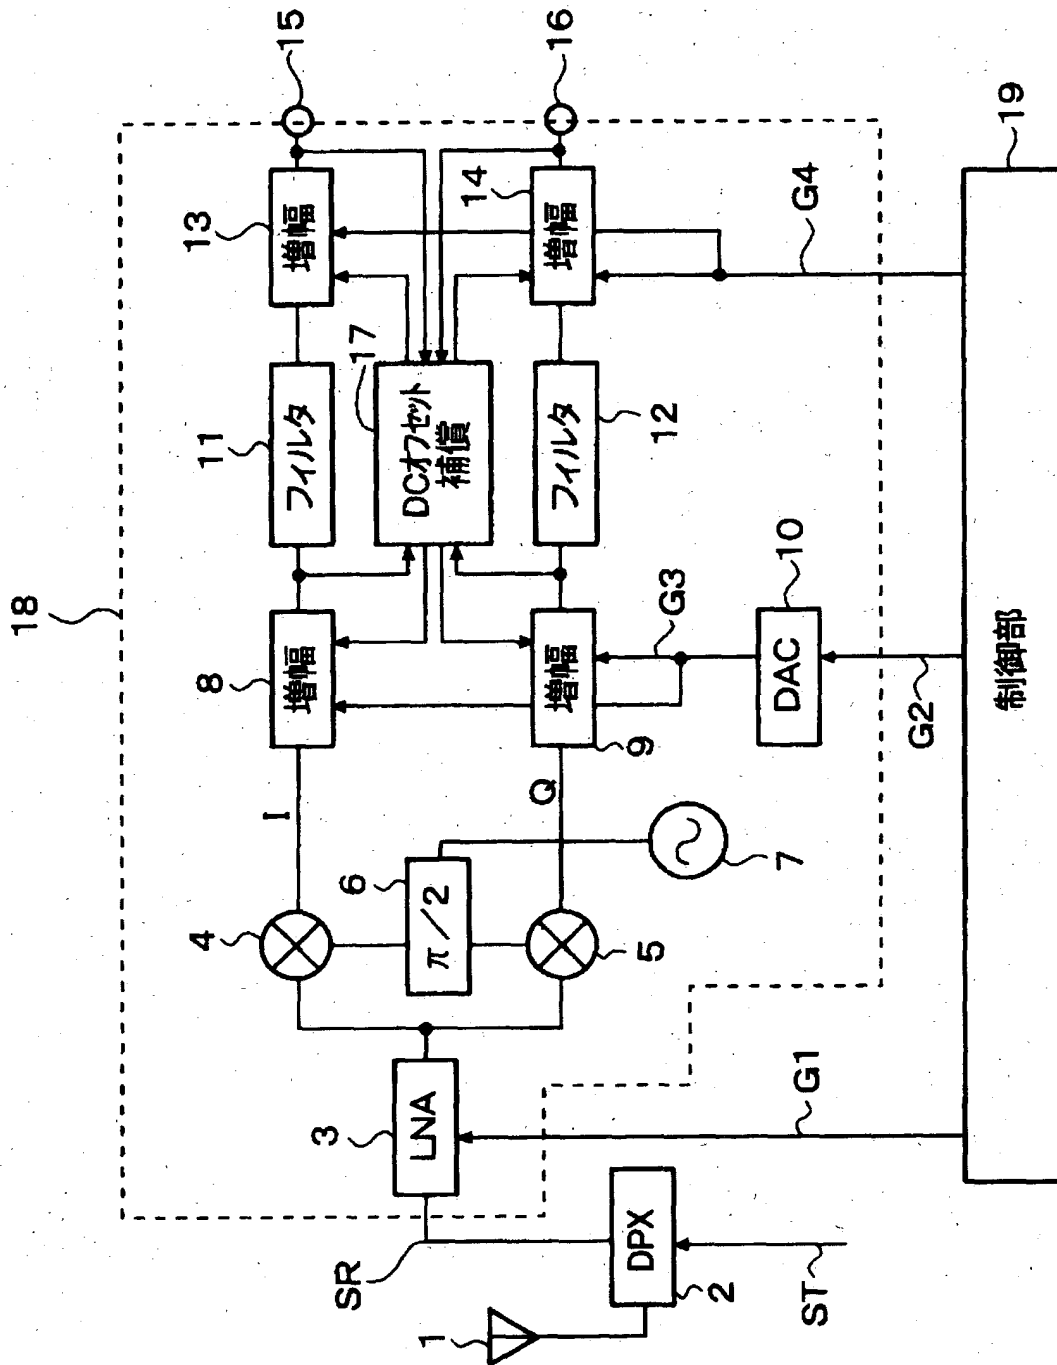 18
15
16
13
増幅
14
増幅
11
フィルタ
17
DCオフセット
補償
フィルタ
12
8
増幅
増幅
9
G3
DAC
10
G4
G2
I
Q
4
6
π/2
5
7
3
LNA
G1
SR
DPX
2
ST
1
制御部
19